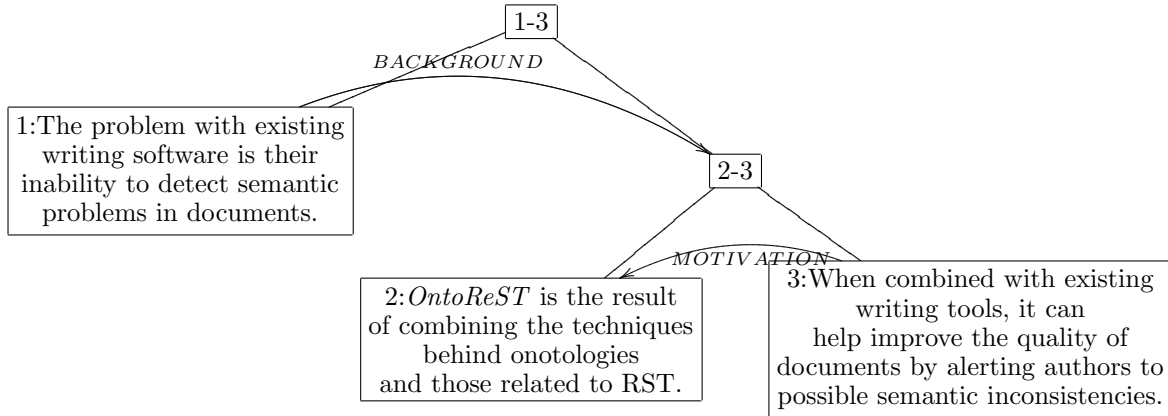 1-3
BACKGROUND
1:The problem with existing
writing software is their
inability to detect semantic
problems in documents.
2-3
MOTIVATION
2:OntoReST is the result
of combining the techniques
behind onotologies
and those related to RST.
3:When combined with existing
writing tools, it can
help improve the quality of
documents by alerting authors to
possible semantic inconsistencies.